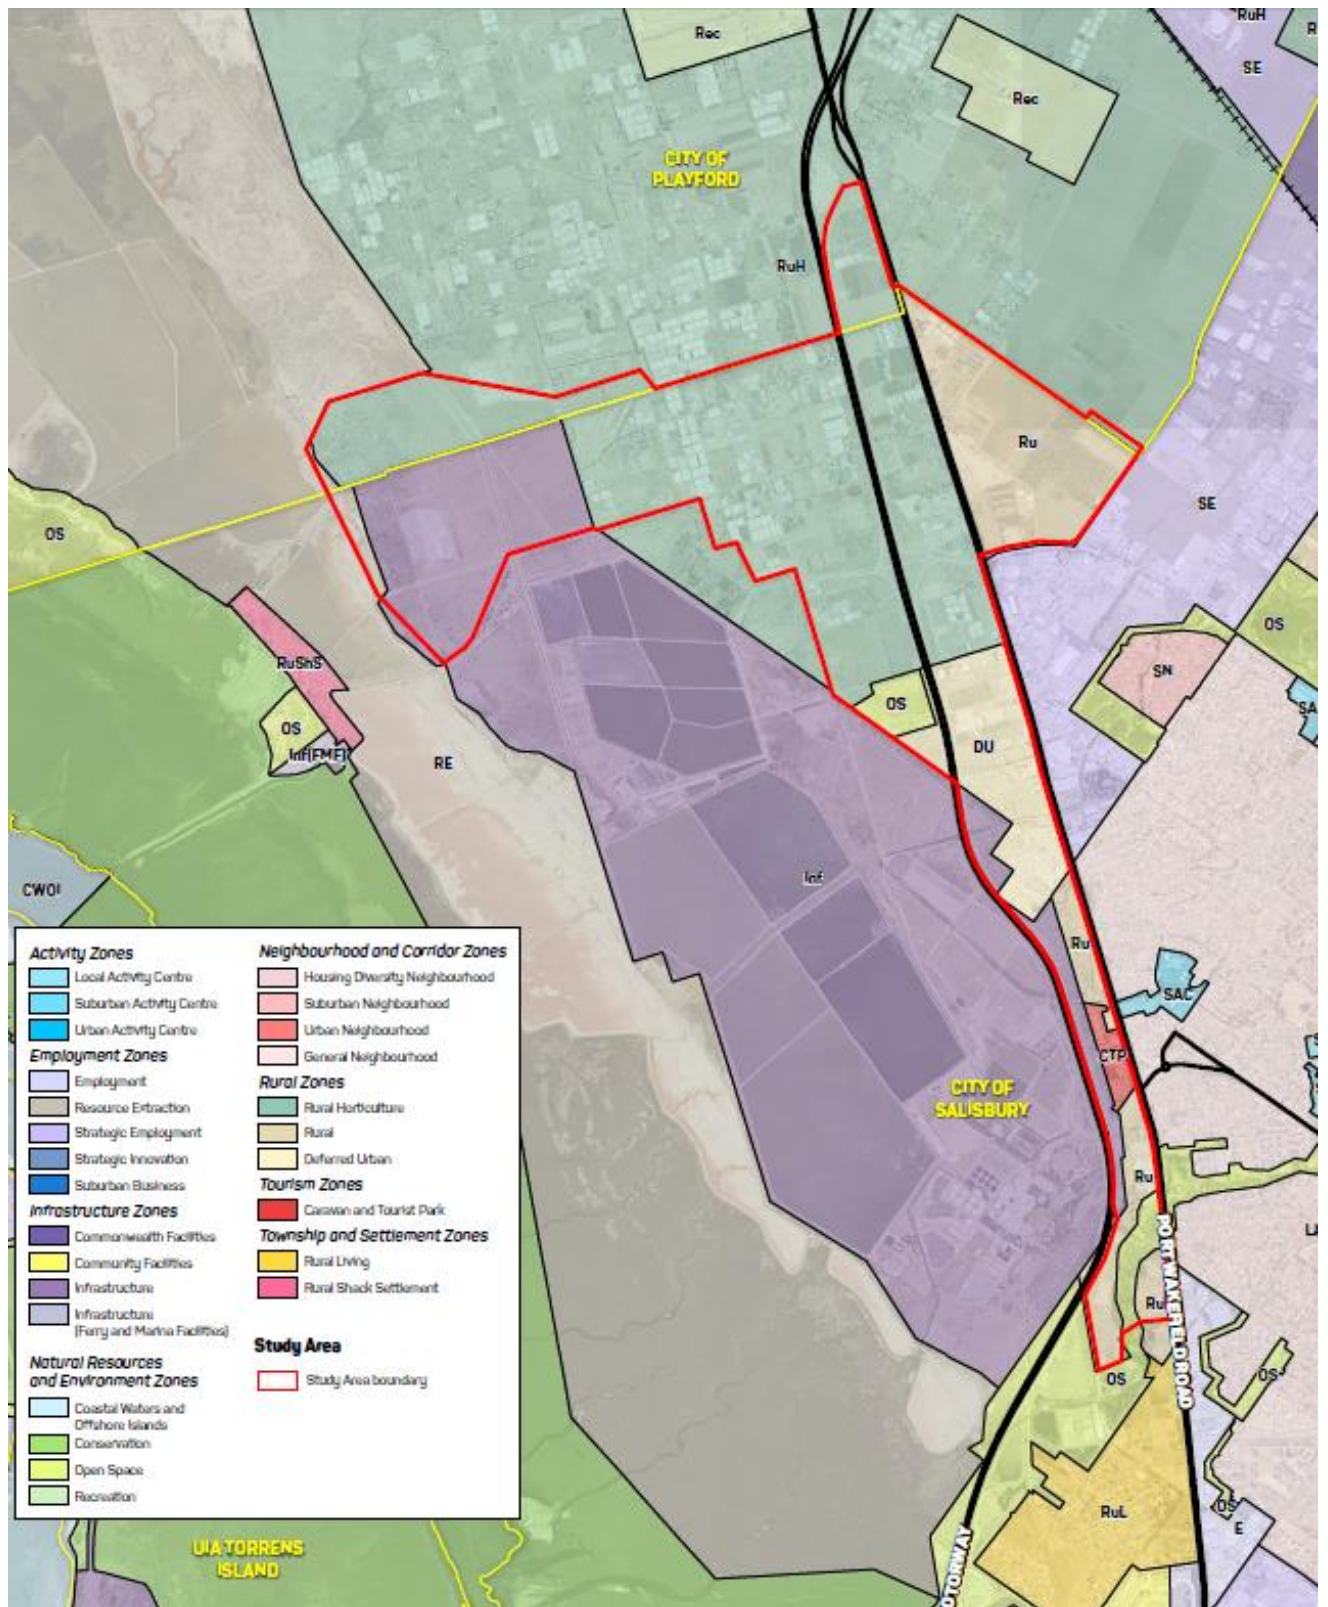 RuH
R
Rec
SE
Rec
CITY OF
PLAYFORD
RuH
Ru
SE
OS
OS
RuShS
SN
SA
OS
OS
Inf(FMF)
RE
DU
CWOI
Inf
Ru
SAC
CTP
CITY OF
SALISBURY
Ru
PORT WAKEFIELD ROAD
Ru
OS
OS
RuL
OS
E
OTORWAY
UIA TORRENS
ISLAND
Activity Zones
Local Activity Centre
Suburban Activity Centre
Urban Activity Centre
Employment Zones
Employment
Resource Extraction
Strategic Employment
Strategic Innovation
Suburban Business
Infrastructure Zones
Commonwealth Facilities
Community Facilities
Infrastructure
Infrastructure
(Ferry and Marina Facilities)
Natural Resources
and Environment Zones
Coastal Waters and
Offshore Islands
Conservation
Open Space
Recreation
Neighbourhood and Corridor Zones
Housing Diversity Neighbourhood
Suburban Neighbourhood
Urban Neighbourhood
General Neighbourhood
Rural Zones
Rural Horticulture
Rural
Deferred Urban
Tourism Zones
Caravan and Tourist Park
Township and Settlement Zones
Rural Living
Rural Shack Settlement
Study Area
Study Area boundary